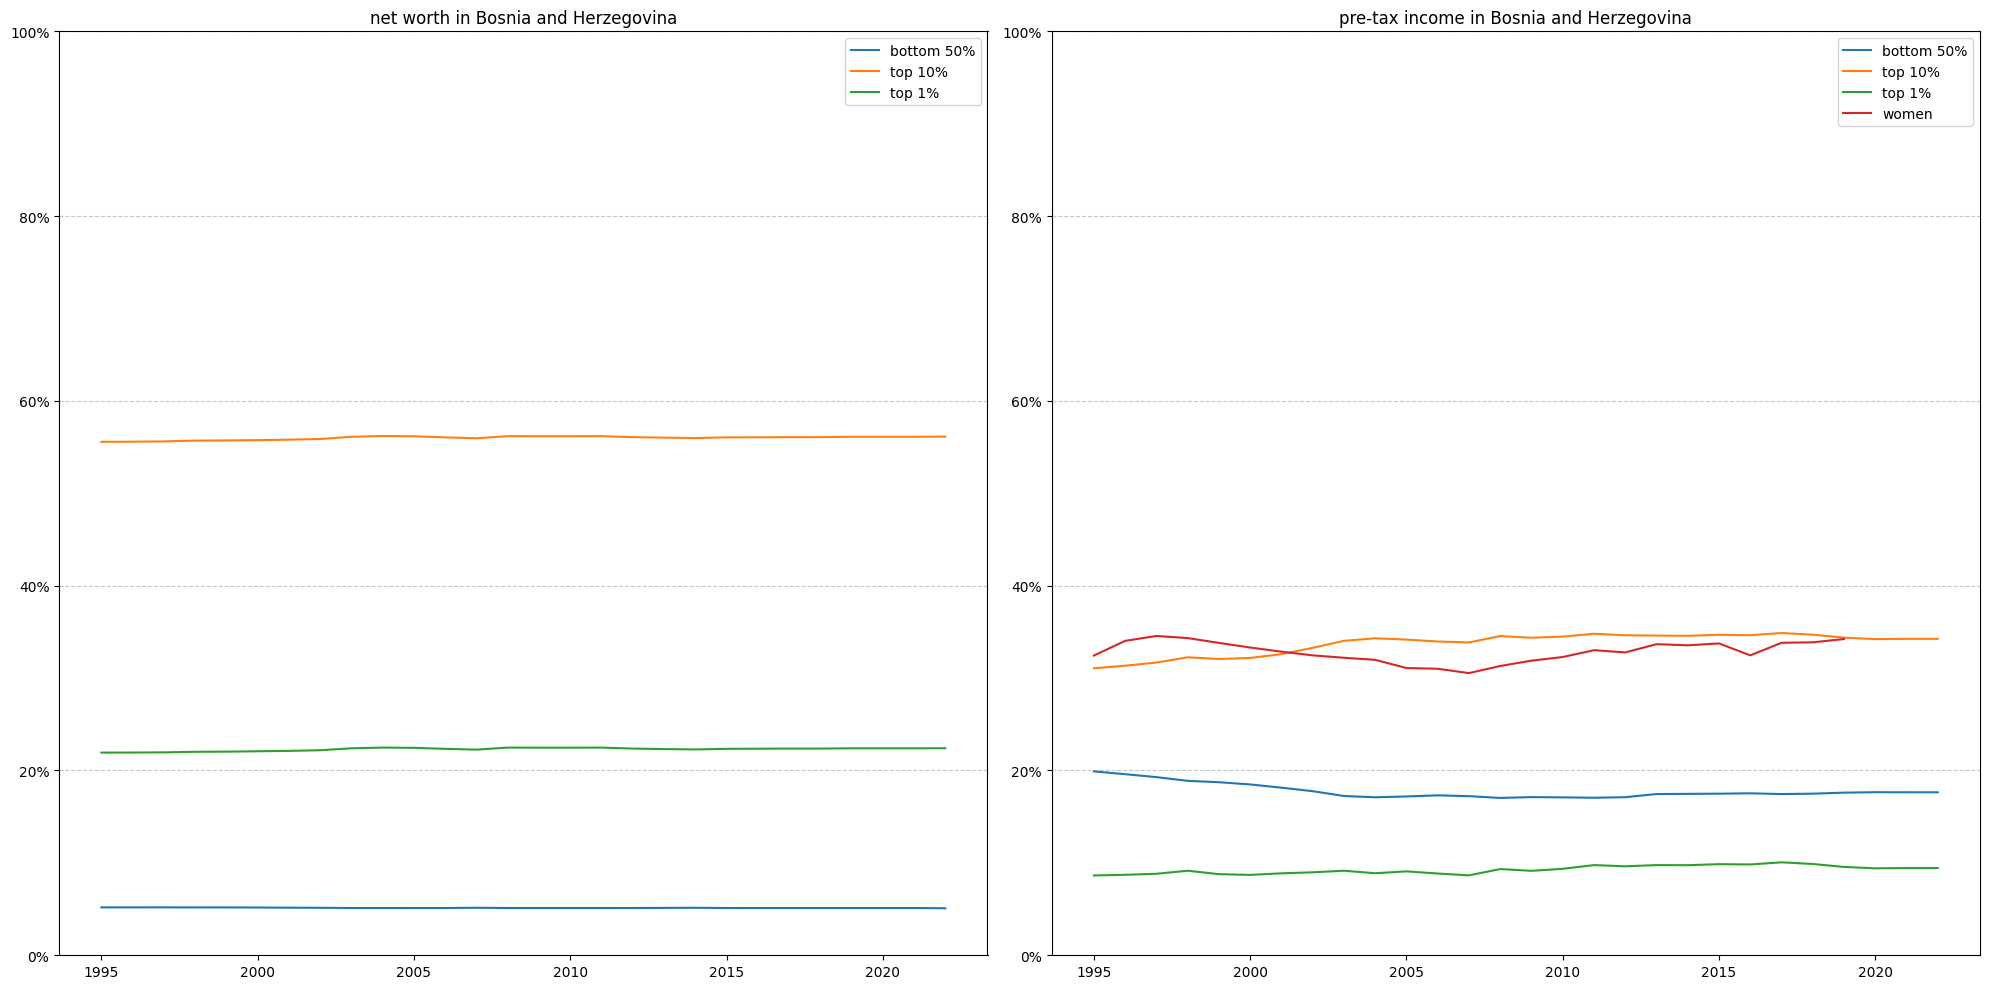 net worth in Bosnia and Herzegovina
100%
80%
60%
40%
20%
0%
1995 2000 2005 2010 2015 2020
bottom 50%
top 10%
top 1%
pre-tax income in Bosnia and Herzegovina
100%
80%
60%
40%
20%
0%
1995 2000 2005 2010 2015 2020
bottom 50%
top 10%
top 1%
women